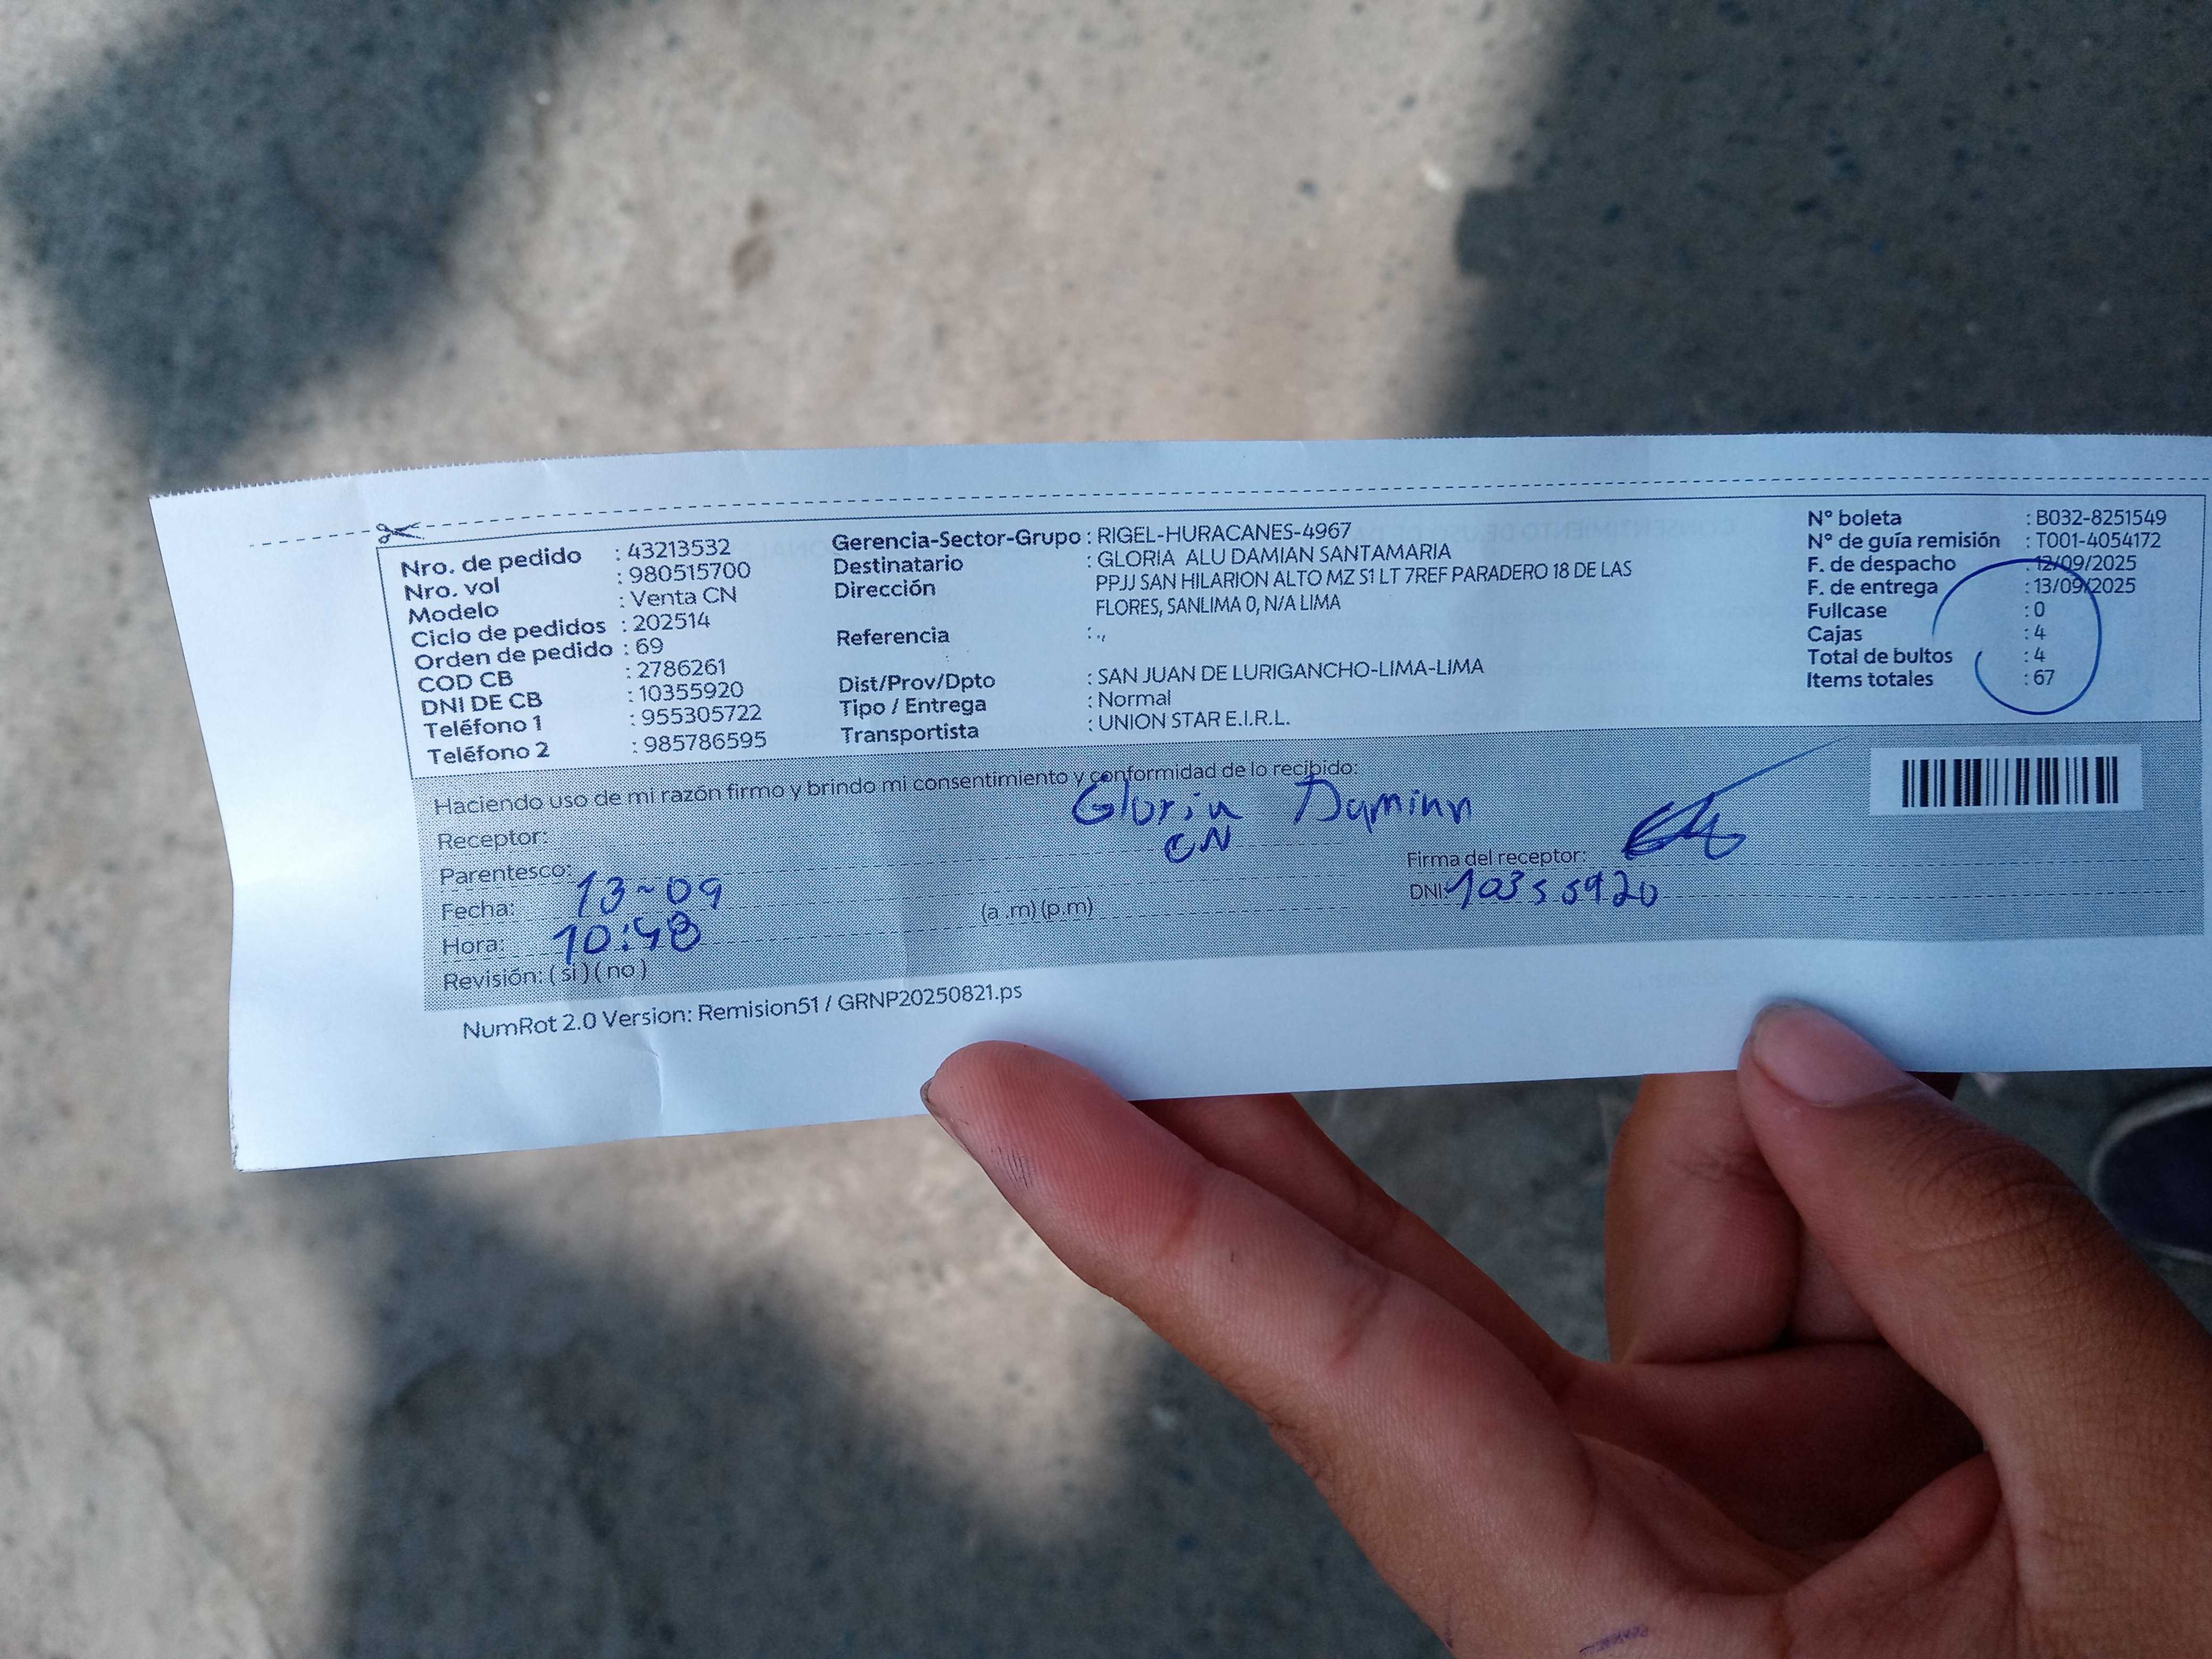 Nro. de pedido : 43213532
Nro. vol : 980515700
Modelo : Venta CN
Ciclo de pedidos : 202514
Orden de pedido : 69
COD CB : 2786261
DNI DE CB : 10355920
Teléfono 1 : 955305722
Teléfono 2 : 985786595
Gerencia-Sector-Grupo : RIGEL-HURACANES-4967
Destinatario : GLORIA ALU DAMIAN SANTAMARIA
Dirección PPJJ SAN HILARION ALTO MZ S1 LT 7REF PARADERO 18 DE LAS
FLORES, SANLIMA 0, N/A LIMA
Referencia : .,
Dist/Prov/Dpto : SAN JUAN DE LURIGANCHO-LIMA-LIMA
Tipo / Entrega : Normal
Transportista : UNION STAR E.I.R.L.
N° boleta : B032-8251549
N° de guía remisión : T001-4054172
F. de despacho : 12/09/2025
F. de entrega : 13/09/2025
Fullcase : 0
Cajas : 4
Total de bultos : 4
Items totales : 67
Haciendo uso de mi razón firmo y brindo mi consentimiento y conformidad de lo recibido:
Receptor: Gloria Damian
Parentesco: CN
Fecha: 13-09
Hora: 10:48 (a .m) (p.m)
Revisión: ( si ) ( no )
Firma del receptor:
DNI: 10355920
NumRot 2.0 Version: Remision51 / GRNP20250821.ps